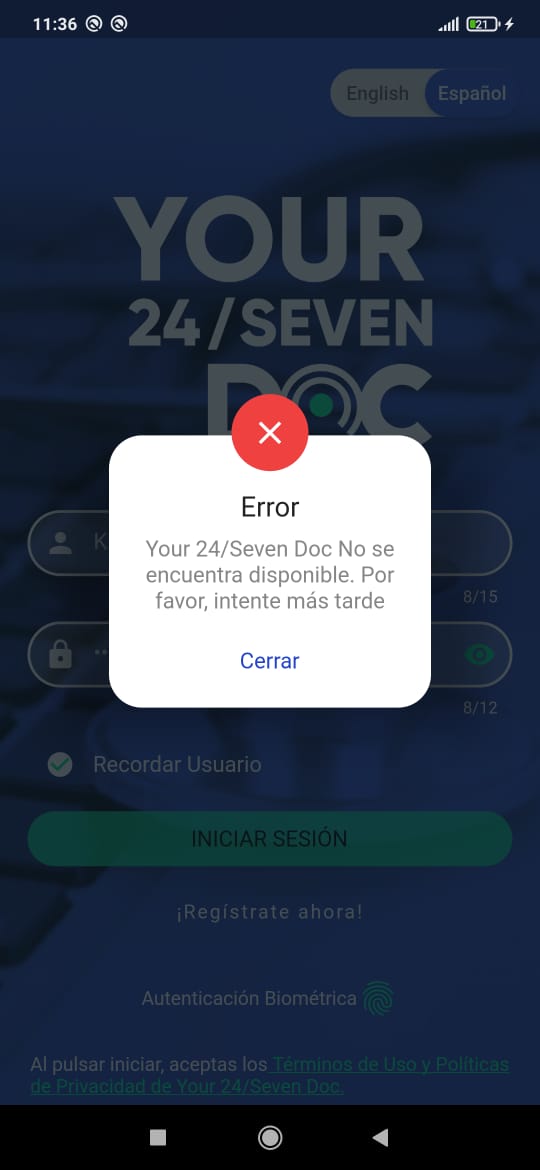 11:36
21
English Español
YOUR
24/SEVEN
DOC
Error
Your 24/Seven Doc No se
encuentra disponible. Por
favor, intente más tarde
Cerrar
K
8/15
8/12
Recordar Usuario
INICIAR SESIÓN
¡Regístrate ahora!
Autenticación Biométrica
Al pulsar iniciar, aceptas los Términos de Uso y Políticas
de Privacidad de Your 24/Seven Doc.